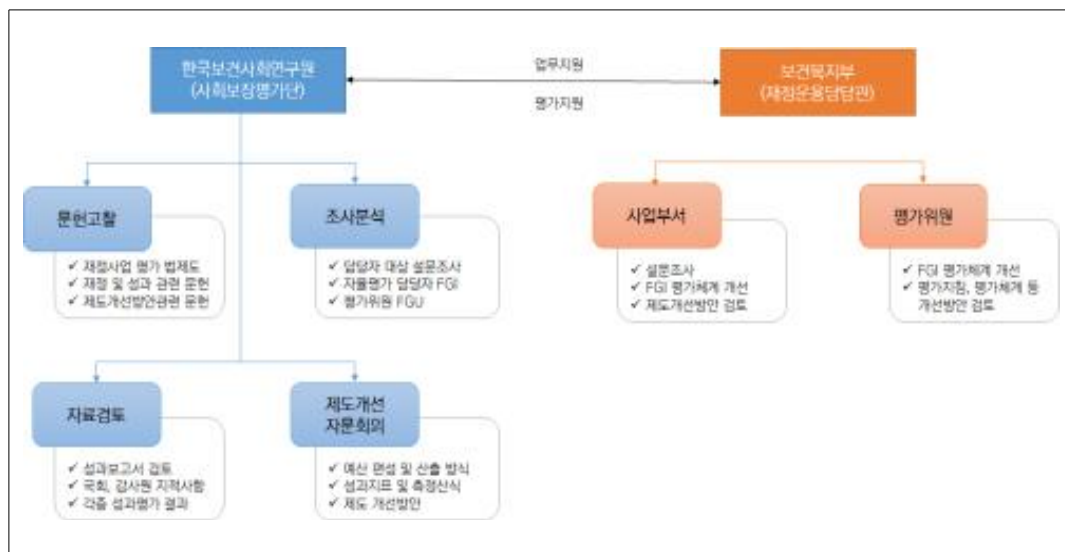 한국보건사회연구원
(사회보장평가단)
업무지원
평가지원
보건복지부
(재정운용담당관)
문헌고찰
✓ 재정사업 평가 법제도
✓ 재정 및 성과 관련 문헌
✓ 제도개선방안관련 문헌
조사분석
✓ 담당자 대상 설문조사
✓ 자율평가 담당자 FGI
✓ 평가위원 FGU
사업부서
✓ 설문조사
✓ FGI 평가체계 개선
✓ 제도개선방안 검토
평가위원
✓ FGI 평가체계 개선
✓ 평가지침, 평가체계 등
개선방안 검토
자료검토
✓ 성과보고서 검토
✓ 국회, 감사원 지적사항
✓ 각종 성과평가 결과
제도개선
자문회의
✓ 예산 편성 및 산출 방식
✓ 성과지표 및 측정산식
✓ 제도 개선방안